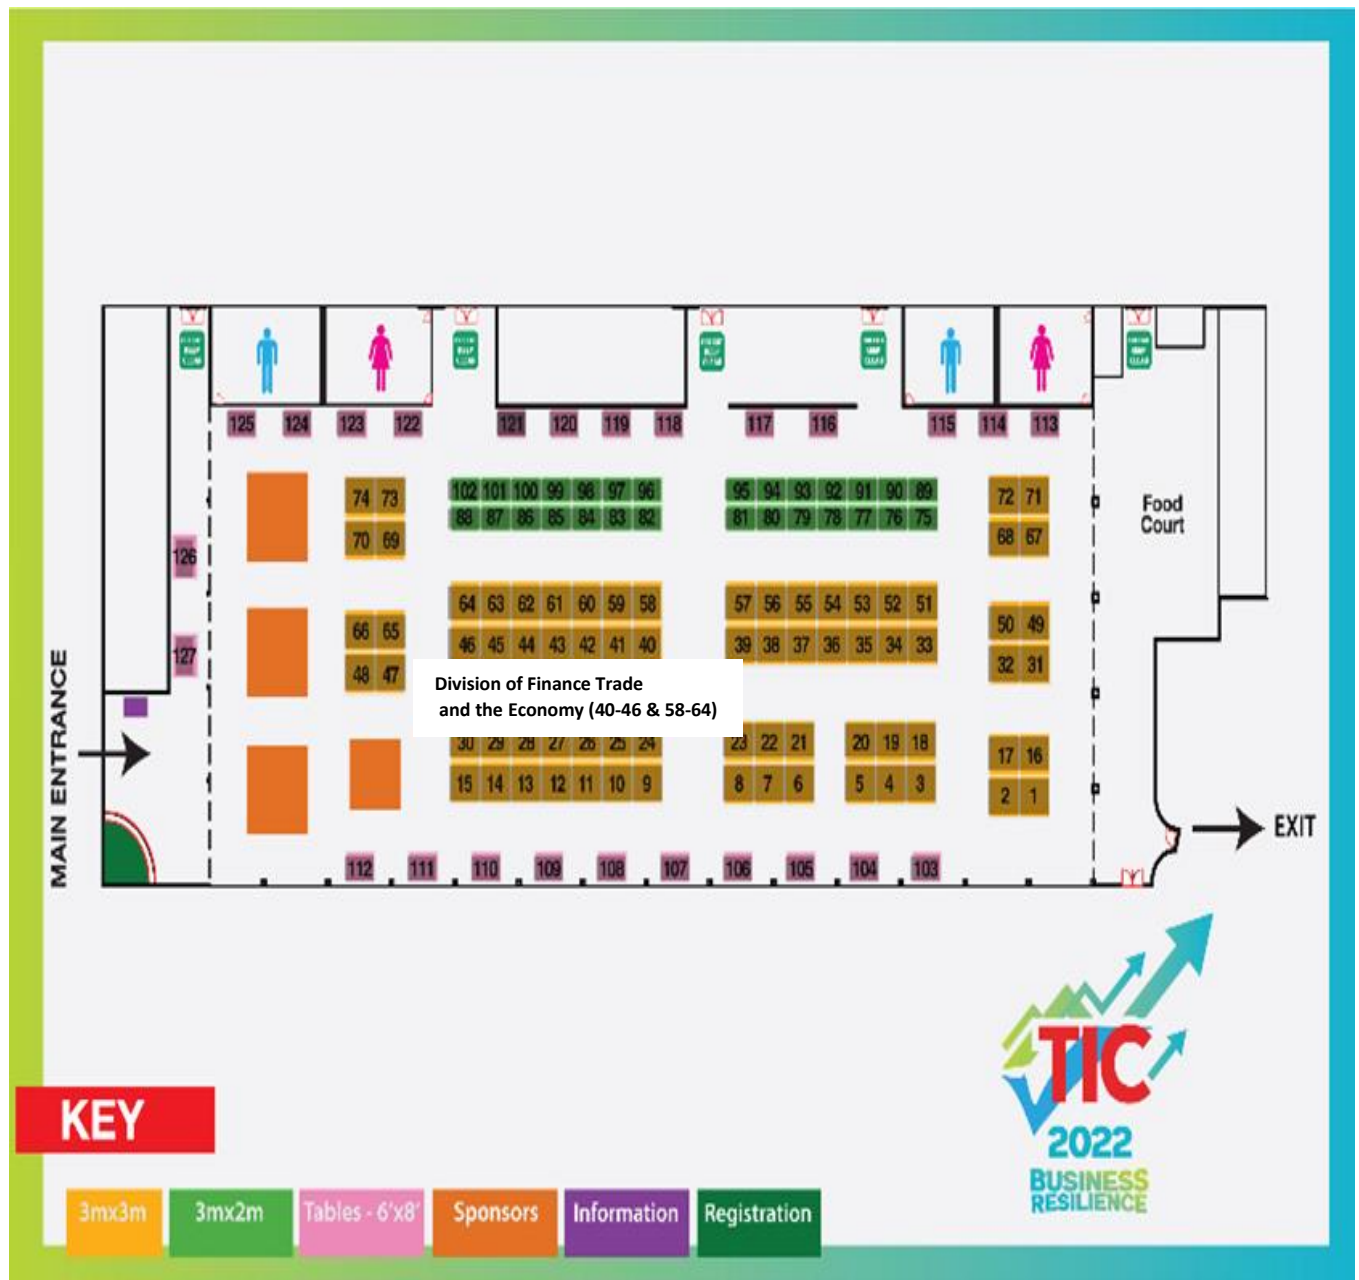 125 124 123 122 121 120 119 118 117 116 115 114 113
74 73 102 101 100 99 98 97 96 95 94 93 92 91 90 89 72 71
70 69 88 87 86 85 84 83 82 81 80 79 78 77 76 75 68 67
Food
Court
126
64 63 62 61 60 59 58 57 56 55 54 53 52 51
66 65 46 45 44 43 42 41 40 39 38 37 36 35 34 33 50 49
127
48 47 32 31
Division of Finance Trade
and the Economy (40-46 & 58-64)
MAIN ENTRANCE
30 29 28 27 26 25 24 23 22 21 20 19 18 17 16
15 14 13 12 11 10 9 8 7 6 5 4 3 2 1
EXIT
112 111 110 109 108 107 106 105 104 103
TIC
2022
BUSINESS
RESILIENCE
KEY
3mx3m 3mx2m Tables - 6'x8' Sponsors Information Registration